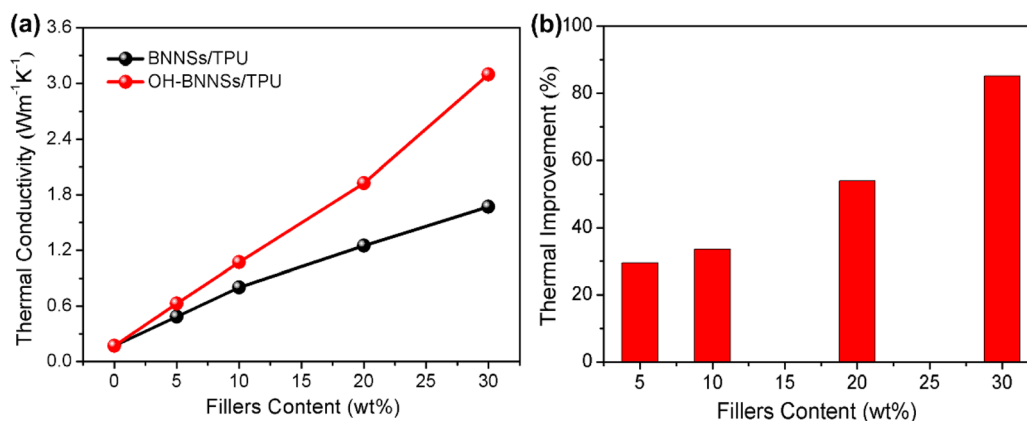 (a)
3.6
3.0
2.4
1.8
1.2
0.6
0.0
Thermal Conductivity (Wm⁻¹K⁻¹)
BNNSs/TPU
OH-BNNSs/TPU
0 5 10 15 20 25 30
Fillers Content (wt%)
(b)
100
80
60
40
20
0
Thermal Improvement (%)
5 10 15 20 25 30
Fillers Content (wt%)